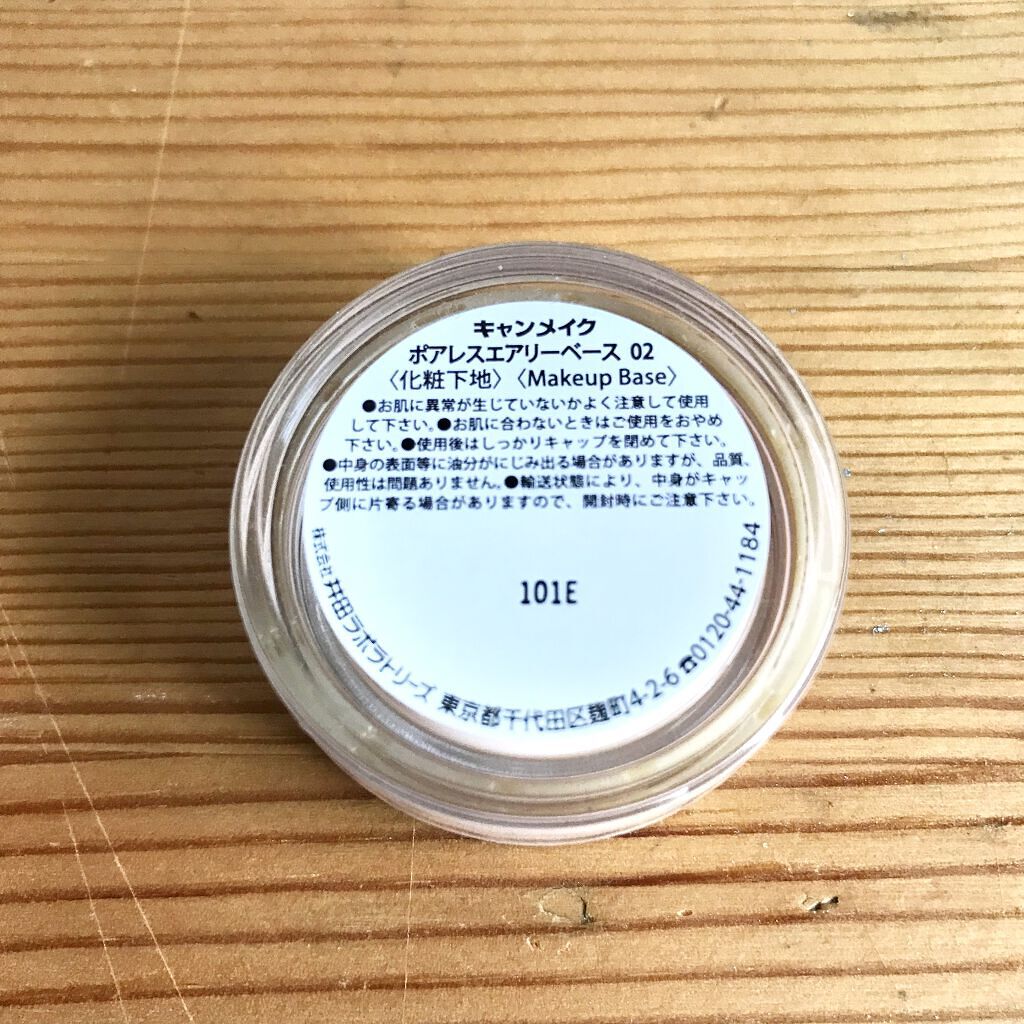 キャンメイク
ポアレスエアリーベース 02
〈化粧下地〉〈Makeup Base〉
●お肌に異常が生じていないかよく注意して使用
して下さい。●お肌に合わないときはご使用をおやめ
下さい。●使用後はしっかりキャップを閉めて下さい。
●中身の表面等に油分がにじみ出る場合がありますが、品質、
使用性は問題ありません。●輸送状態により、中身がキャッ
プ側に片寄る場合がありますので、開封時にご注意下さい。
101E
株式会社 井田ラボラトリーズ 東京都千代田区麹町4-2-6 ☎0120-44-1184